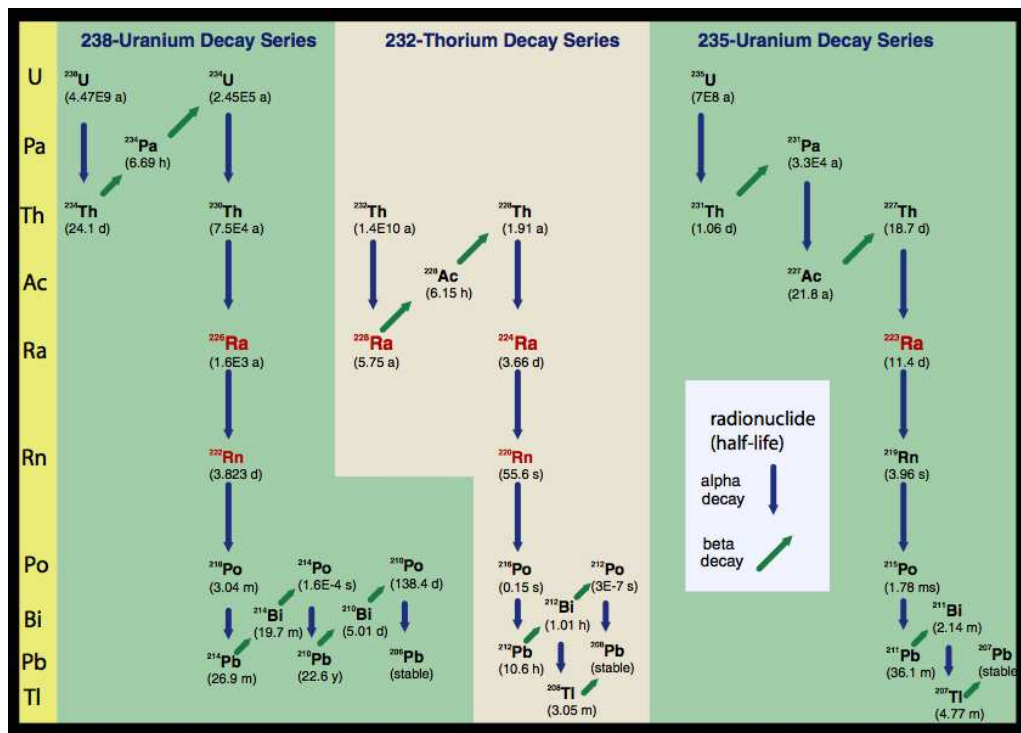 238-Uranium Decay Series
232-Thorium Decay Series
235-Uranium Decay Series
U
Pa
Th
Ac
Ra
Rn
Po
Bi
Pb
Tl
238U
(4.47E9 a)
234U
(2.45E5 a)
234Pa
(6.69 h)
234Th
(24.1 d)
230Th
(7.5E4 a)
226Ra
(1.6E3 a)
222Rn
(3.823 d)
218Po
(3.04 m)
214Po
(1.6E-4 s)
210Po
(138.4 d)
214Bi
(19.7 m)
210Bi
(5.01 d)
214Pb
(26.9 m)
210Pb
(22.6 y)
206Pb
(stable)
232Th
(1.4E10 a)
228Th
(1.91 a)
228Ac
(6.15 h)
228Ra
(5.75 a)
224Ra
(3.66 d)
220Rn
(55.6 s)
216Po
(0.15 s)
212Po
(3E-7 s)
212Bi
(1.01 h)
212Pb
(10.6 h)
208Pb
(stable)
208Tl
(3.05 m)
235U
(7E8 a)
231Pa
(3.3E4 a)
231Th
(1.06 d)
227Th
(18.7 d)
227Ac
(21.8 a)
223Ra
(11.4 d)
219Rn
(3.96 s)
215Po
(1.78 ms)
211Bi
(2.14 m)
211Pb
(36.1 m)
207Pb
(stable
207Tl
(4.77 m)
radionuclide
(half-life)
alpha
decay
beta
decay